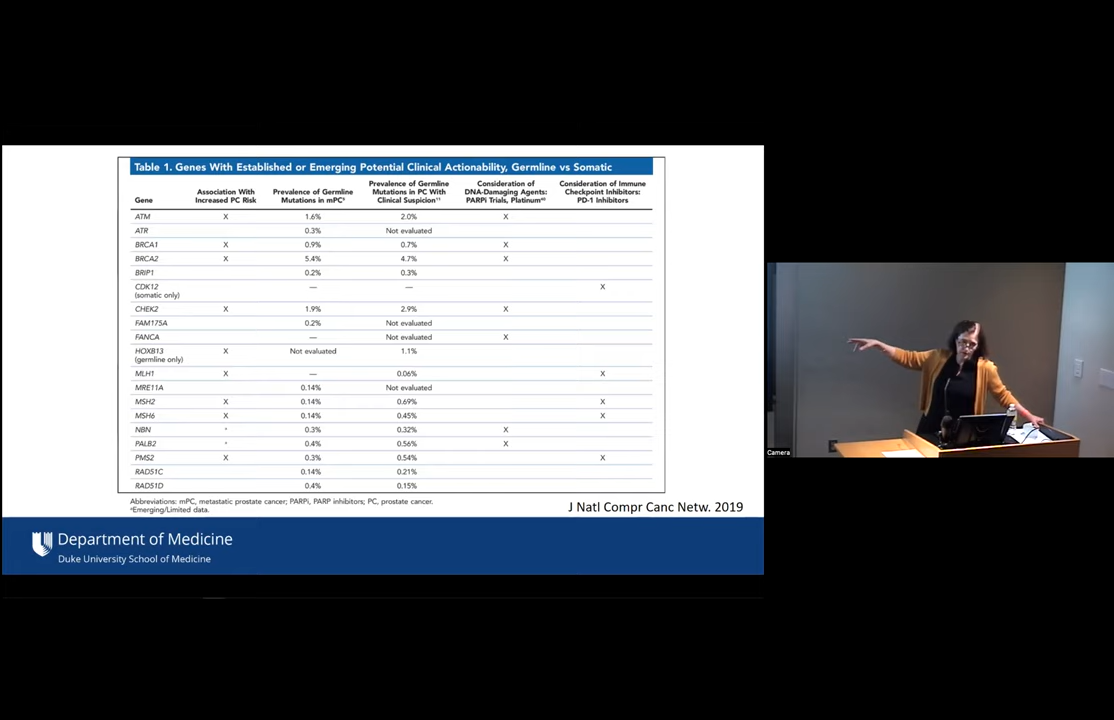 Table 1. Genes With Established or Emerging Potential Clinical Actionability, Germline vs Somatic
Gene Association With Increased PC Risk Prevalence of Germline Mutations in mPC⁹ Prevalence of Germline Mutations in PC With Clinical Suspicion¹¹ Consideration of DNA-Damaging Agents: PARPi Trials, Platinum⁴⁰ Consideration of Immune Checkpoint Inhibitors: PD-1 Inhibitors
ATM X 1.6% 2.0% X
ATR 0.3% Not evaluated
BRCA1 X 0.9% 0.7% X
BRCA2 X 5.4% 4.7% X
BRIP1 0.2% 0.3%
CDK12 — — X
(somatic only)
CHEK2 X 1.9% 2.9% X
FAM175A 0.2% Not evaluated
FANCA — Not evaluated X
HOXB13 X Not evaluated 1.1%
(germline only)
MLH1 X — 0.06% X
MRE11A 0.14% Not evaluated
MSH2 X 0.14% 0.69% X
MSH6 X 0.14% 0.45% X
NBN ᵃ 0.3% 0.32% X
PALB2 ᵃ 0.4% 0.56% X
PMS2 X 0.3% 0.54% X
RAD51C 0.14% 0.21%
RAD51D 0.4% 0.15%
Abbreviations: mPC, metastatic prostate cancer; PARPi, PARP inhibitors; PC, prostate cancer.
ᵃEmerging/Limited data.
J Natl Compr Canc Netw. 2019
Department of Medicine
Duke University School of Medicine
Camera